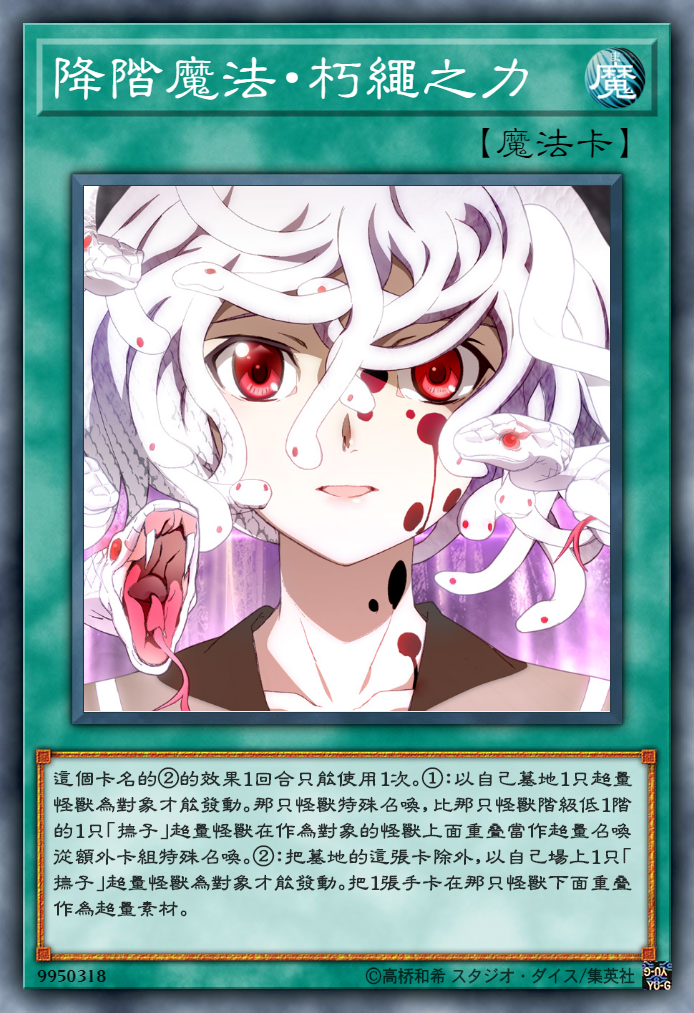 降階魔法・朽繩之力
魔
【魔法卡】
這個卡名的②的效果1回合只能使用1次。①：以自己墓地1只超量
怪獸為對象才能發動。那只怪獸特殊召喚，比那只怪獸階級低1階
的1只「撫子」超量怪獸在作為對象的怪獸上面重疊當作超量召喚
從額外卡組特殊召喚。②：把墓地的這張卡除外，以自己場上1只「
撫子」超量怪獸為對象才能發動。把1張手卡在那只怪獸下面重疊
作為超量素材。
9950318
©高桥和希 スタジオ・ダイス/集英社